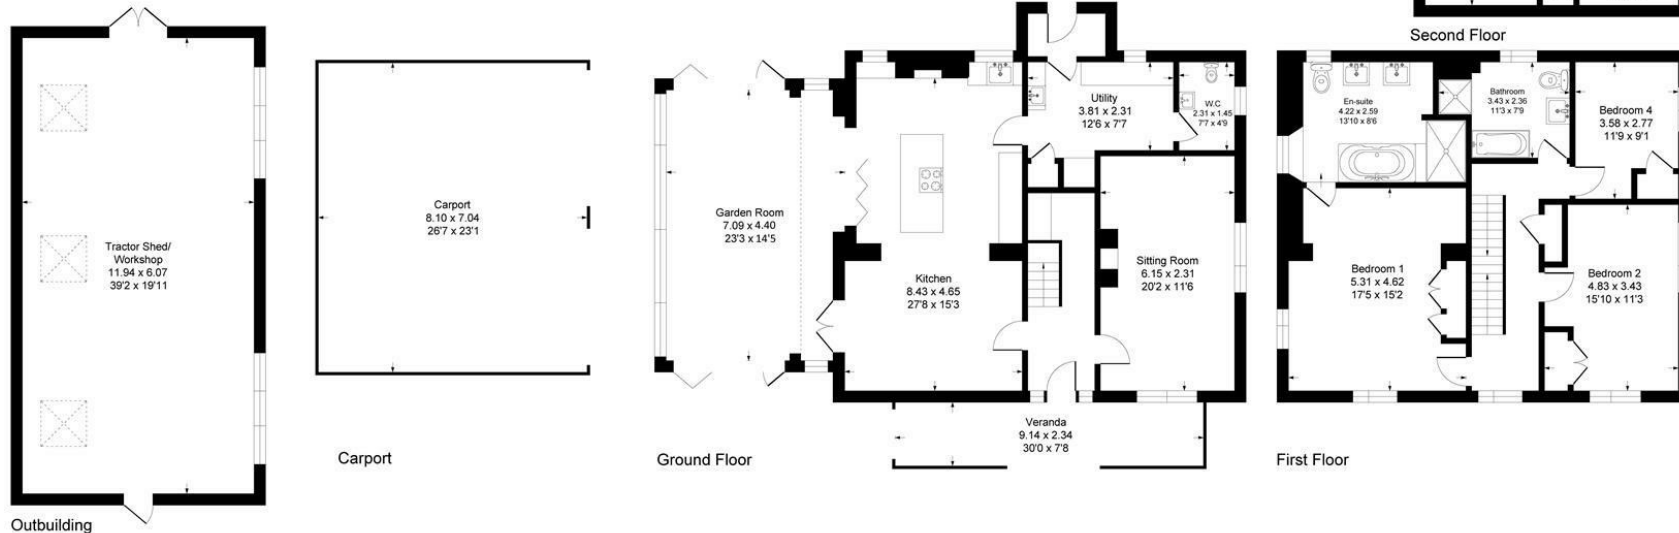 Second Floor
Tractor Shed/
Workshop
11.94 x 6.07
39'2 x 19'11
Outbuilding
Carport
8.10 x 7.04
26'7 x 23'1
Carport
Garden Room
7.09 x 4.40
23'3 x 14'5
Kitchen
8.43 x 4.65
27'8 x 15'3
Utility
3.81 x 2.31
12'6 x 7'7
W.C
2.31 x 1.45
7'7 x 4'9
Sitting Room
6.15 x 2.31
20'2 x 11'6
Veranda
9.14 x 2.34
30'0 x 7'8
Ground Floor
En-suite
4.22 x 2.59
13'10 x 8'6
Bathroom
3.43 x 2.36
11'3 x 7'9
Bedroom 4
3.58 x 2.77
11'9 x 9'1
Bedroom 1
5.31 x 4.62
17'5 x 15'2
Bedroom 2
4.83 x 3.43
15'10 x 11'3
First Floor